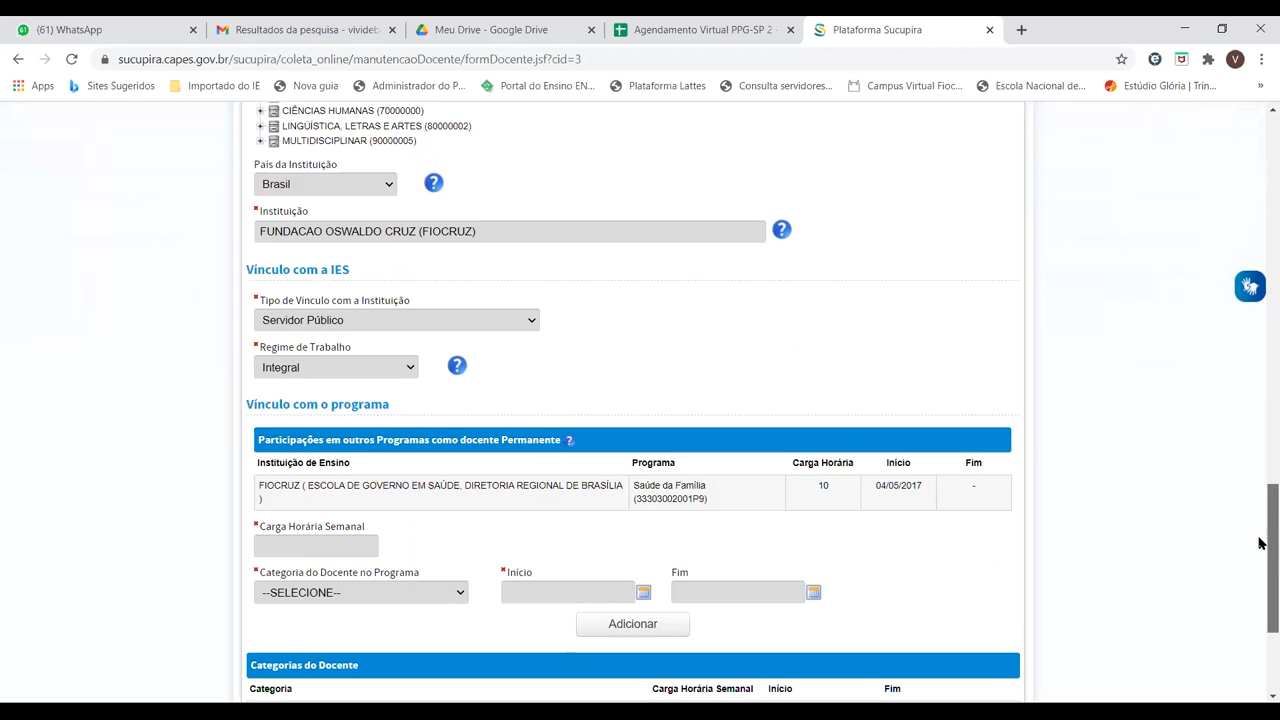 (61) WhatsApp
Resultados da pesquisa - vivideb
Meu Drive - Google Drive
Agendamento Virtual PPG-SP 2
Plataforma Sucupira
sucupira.capes.gov.br/sucupira/coleta_online/manutencaoDocente/formDocente.jsf?cid=3
V
Apps
Sites Sugeridos
Importado do IE
Nova guia
Administrador do P...
Portal do Ensino EN...
Plataforma Lattes
Consulta servidores...
Campus Virtual Fioc...
Escola Nacional de...
Estúdio Glória | Trin...
»
CIÊNCIAS HUMANAS (70000000)
LINGÜÍSTICA, LETRAS E ARTES (80000002)
MULTIDISCIPLINAR (90000005)
País da Instituição
Brasil
?
* Instituição
FUNDACAO OSWALDO CRUZ (FIOCRUZ)
?
Vínculo com a IES
* Tipo de Vínculo com a Instituição
Servidor Público
* Regime de Trabalho
Integral
?
Vínculo com o programa
Participações em outros Programas como docente Permanente ?
Instituição de Ensino Programa Carga Horária Início Fim
FIOCRUZ ( ESCOLA DE GOVERNO EM SAÚDE, DIRETORIA REGIONAL DE BRASÍLIA Saúde da Família 10 04/05/2017 -
) (33303002001P9)
* Carga Horária Semanal
* Categoria do Docente no Programa * Início Fim
--SELECIONE--
Adicionar
Categorias do Docente
Categoria Carga Horária Semanal Início Fim